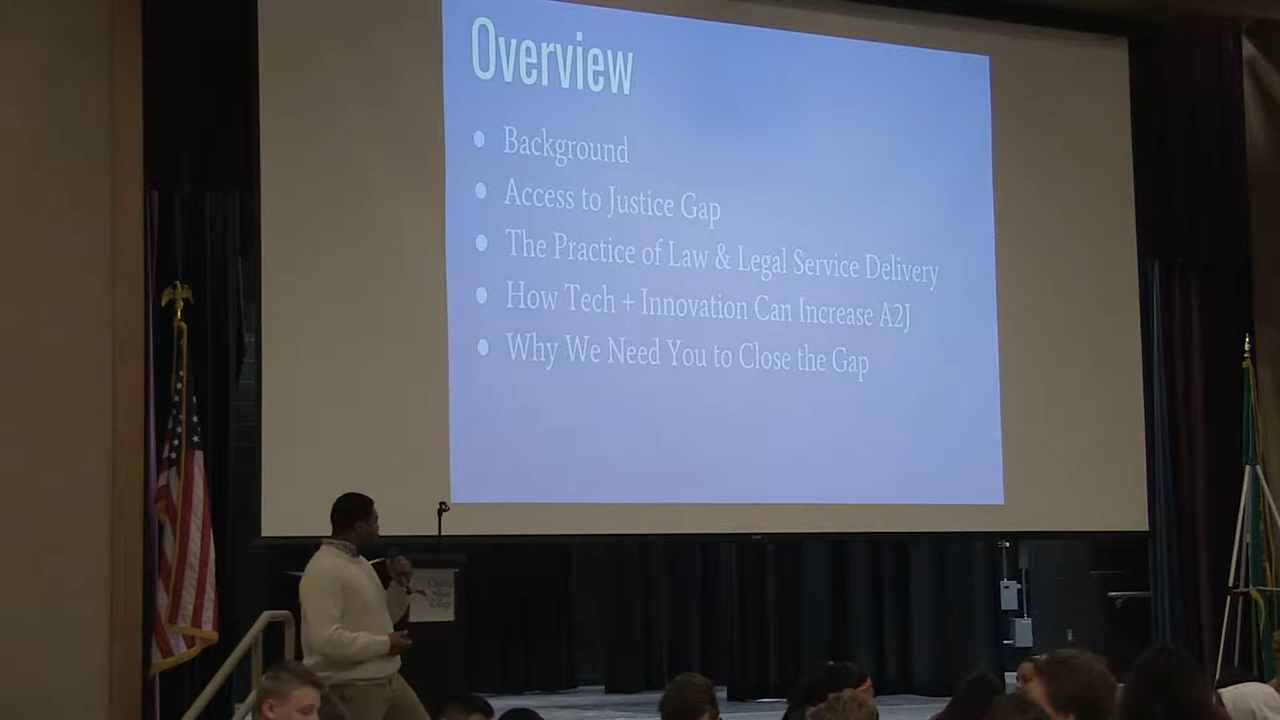 Overview
Background
Access to Justice Gap
The Practice of Law & Legal Service Delivery
How Tech + Innovation Can Increase A2J
Why We Need You to Close the Gap